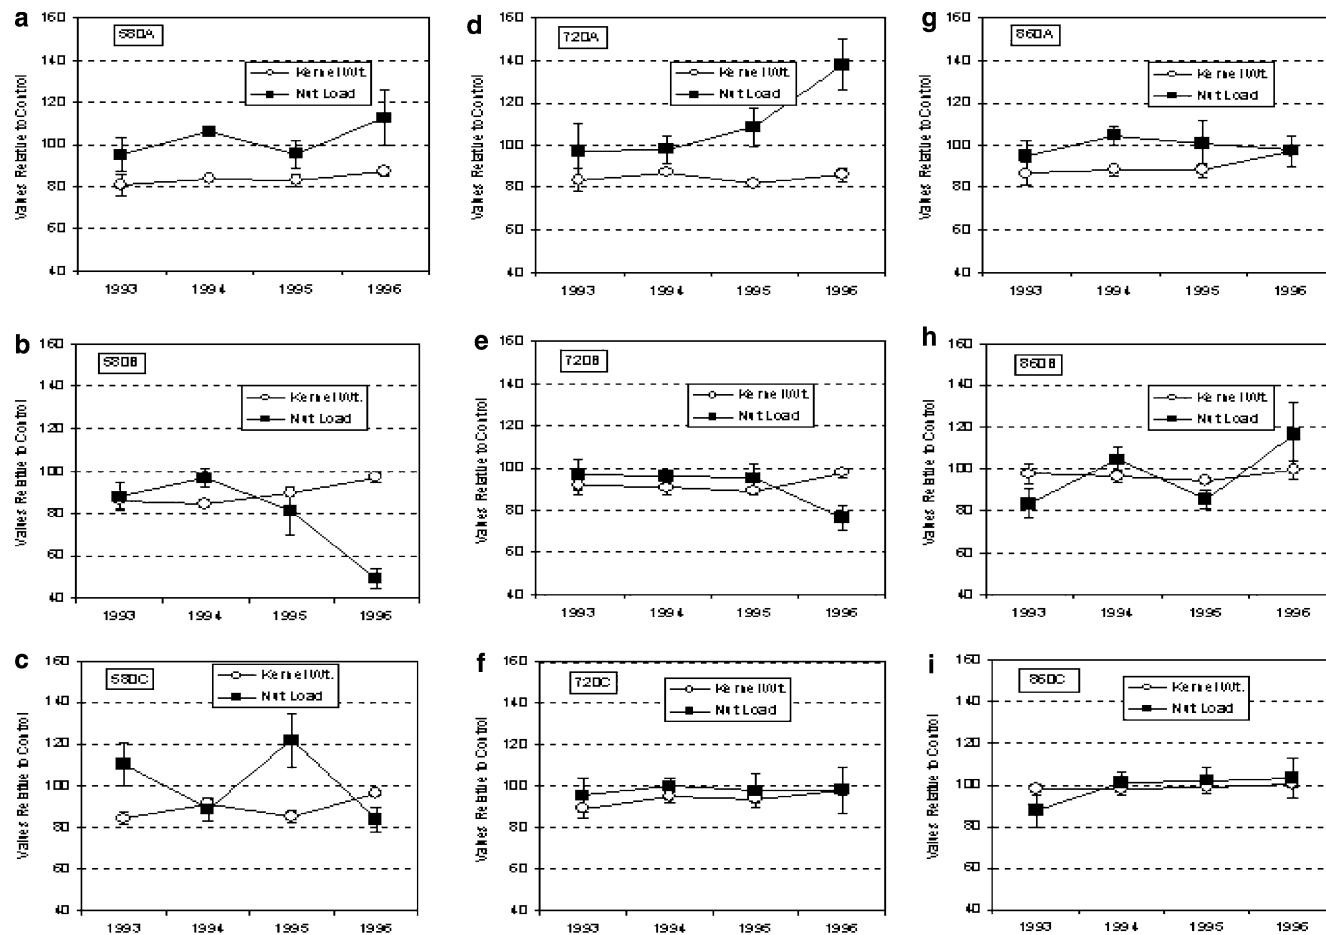 a
580A
Kernel Wt.
Nut Load
Values Relative to Control
160
140
120
100
80
60
40
1993 1994 1995 1996
d
720A
Kernel Wt.
Nut Load
Values Relative to Control
160
140
120
100
80
60
40
1993 1994 1995 1996
g
860A
Kernel Wt.
Nut Load
Values Relative to Control
160
140
120
100
80
60
40
1993 1994 1995 1996
b
580B
Kernel Wt.
Nut Load
Values Relative to Control
160
140
120
100
80
60
40
1993 1994 1995 1996
e
720B
Kernel Wt.
Nut Load
Values Relative to Control
160
140
120
100
80
60
40
1993 1994 1995 1996
h
860B
Kernel Wt.
Nut Load
Values Relative to Control
160
140
120
100
80
60
40
1993 1994 1995 1996
c
580C
Kernel Wt.
Nut Load
Values Relative to Control
160
140
120
100
80
60
40
1993 1994 1995 1996
f
720C
Kernel Wt.
Nut Load
Values Relative to Control
160
140
120
100
80
60
40
1993 1994 1995 1996
i
860C
Kernel Wt.
Nut Load
Values Relative to Control
160
140
120
100
80
60
40
1993 1994 1995 1996